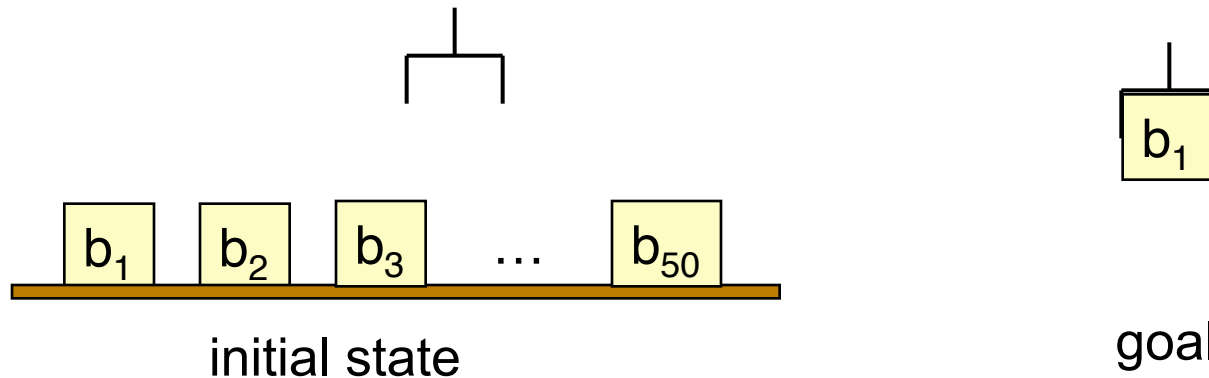 b₁ b₂ b₃ … b₅₀
b₁
initial state
goal